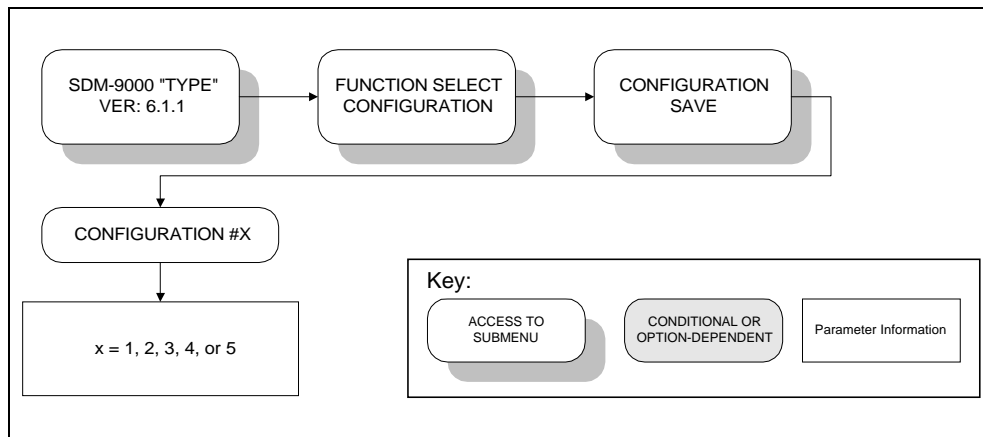 SDM-9000 "TYPE"
VER: 6.1.1
FUNCTION SELECT
CONFIGURATION
CONFIGURATION
SAVE
CONFIGURATION #X
x = 1, 2, 3, 4, or 5
Key:
ACCESS TO
SUBMENU
CONDITIONAL OR
OPTION-DEPENDENT
Parameter Information